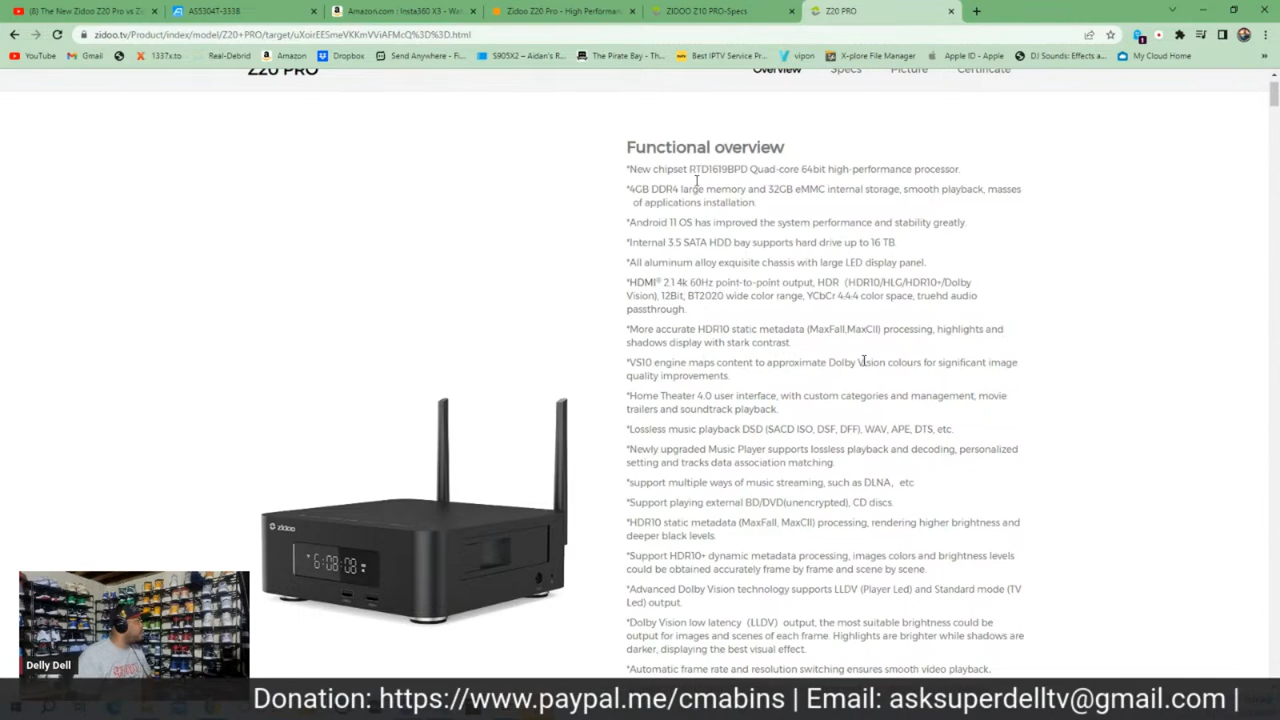 (8) The New Zidoo Z20 Pro vs Zi
AS5304T-3338
Amazon.com : Insta360 X3 - Wat
Zidoo Z20 Pro - High Performan
ZIDOO Z10 PRO-Specs
Z20 PRO
zidoo.tv/Product/index/model/Z20+PRO/target/uXoirEESmeVKKmVViAFMcQ%3D%3D.html
YouTube
Gmail
1337x.to
Real-Debrid
Amazon
Dropbox
Send Anywhere - Fi...
S905X2 – Aidan's R...
The Pirate Bay - Th...
Best IPTV Service Pr...
vipon
X-plore File Manager
Apple ID - Apple
DJ Sounds: Effects a...
My Cloud Home
Z20 PRO
Overview
Specs
Picture
Certificate
Functional overview
*New chipset RTD1619BPD Quad-core 64bit high-performance processor.
*4GB DDR4 large memory and 32GB eMMC internal storage, smooth playback, masses
of applications installation.
*Android 11 OS has improved the system performance and stability greatly.
*Internal 3.5 SATA HDD bay supports hard drive up to 16 TB.
*All aluminum alloy exquisite chassis with large LED display panel.
*HDMI® 2.1 4k 60Hz point-to-point output, HDR（HDR10/HLG/HDR10+/Dolby
Vision), 12Bit, BT2020 wide color range, YCbCr 4:4:4 color space, truehd audio
passthrough.
*More accurate HDR10 static metadata (MaxFall,MaxCll) processing, highlights and
shadows display with stark contrast.
*VS10 engine maps content to approximate Dolby Vision colours for significant image
quality improvements.
*Home Theater 4.0 user interface, with custom categories and management, movie
trailers and soundtrack playback.
*Lossless music playback DSD (SACD ISO, DSF, DFF), WAV, APE, DTS, etc.
*Newly upgraded Music Player supports lossless playback and decoding, personalized
setting and tracks data association matching.
*support multiple ways of music streaming, such as DLNA，etc
*Support playing external BD/DVD(unencrypted), CD discs.
*HDR10 static metadata (MaxFall, MaxCll) processing, rendering higher brightness and
deeper black levels.
*Support HDR10+ dynamic metadata processing, images colors and brightness levels
could be obtained accurately frame by frame and scene by scene.
*Advanced Dolby Vision technology supports LLDV (Player Led) and Standard mode (TV
Led) output.
*Dolby Vision low latency（LLDV）output, the most suitable brightness could be
output for images and scenes of each frame. Highlights are brighter while shadows are
darker, displaying the best visual effect.
*Automatic frame rate and resolution switching ensures smooth video playback.
zidoo
6:08:08
Delly Dell
Donation: https://www.paypal.me/cmabins | Email: asksuperdelltv@gmail.com |